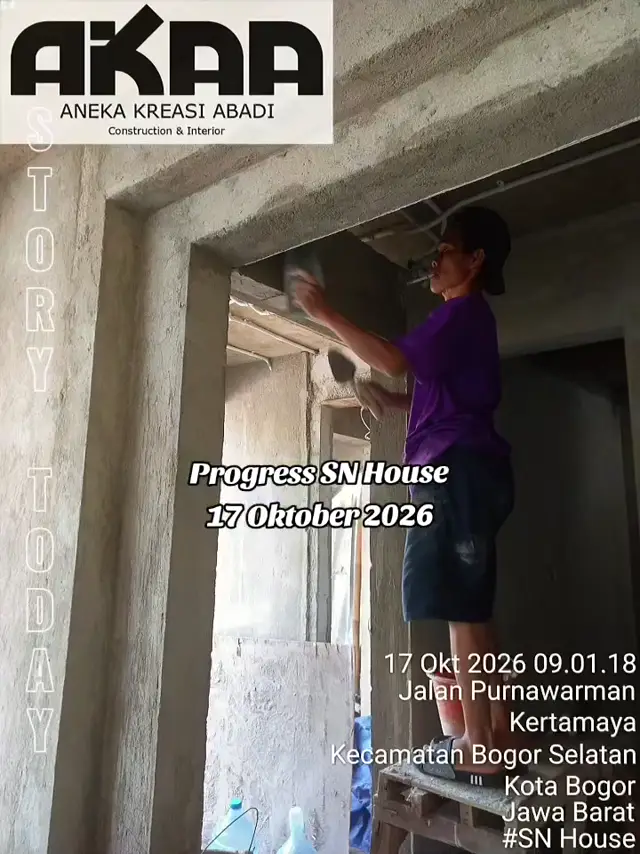 AKAA
ANEKA KREASI ABADI
Construction & Interior
STORY TODAY
Progress SN House
17 Oktober 2026
17 Okt 2026 09.01.18
Jalan Purnawarman
Kertamaya
Kecamatan Bogor Selatan
Kota Bogor
Jawa Barat
#SN House